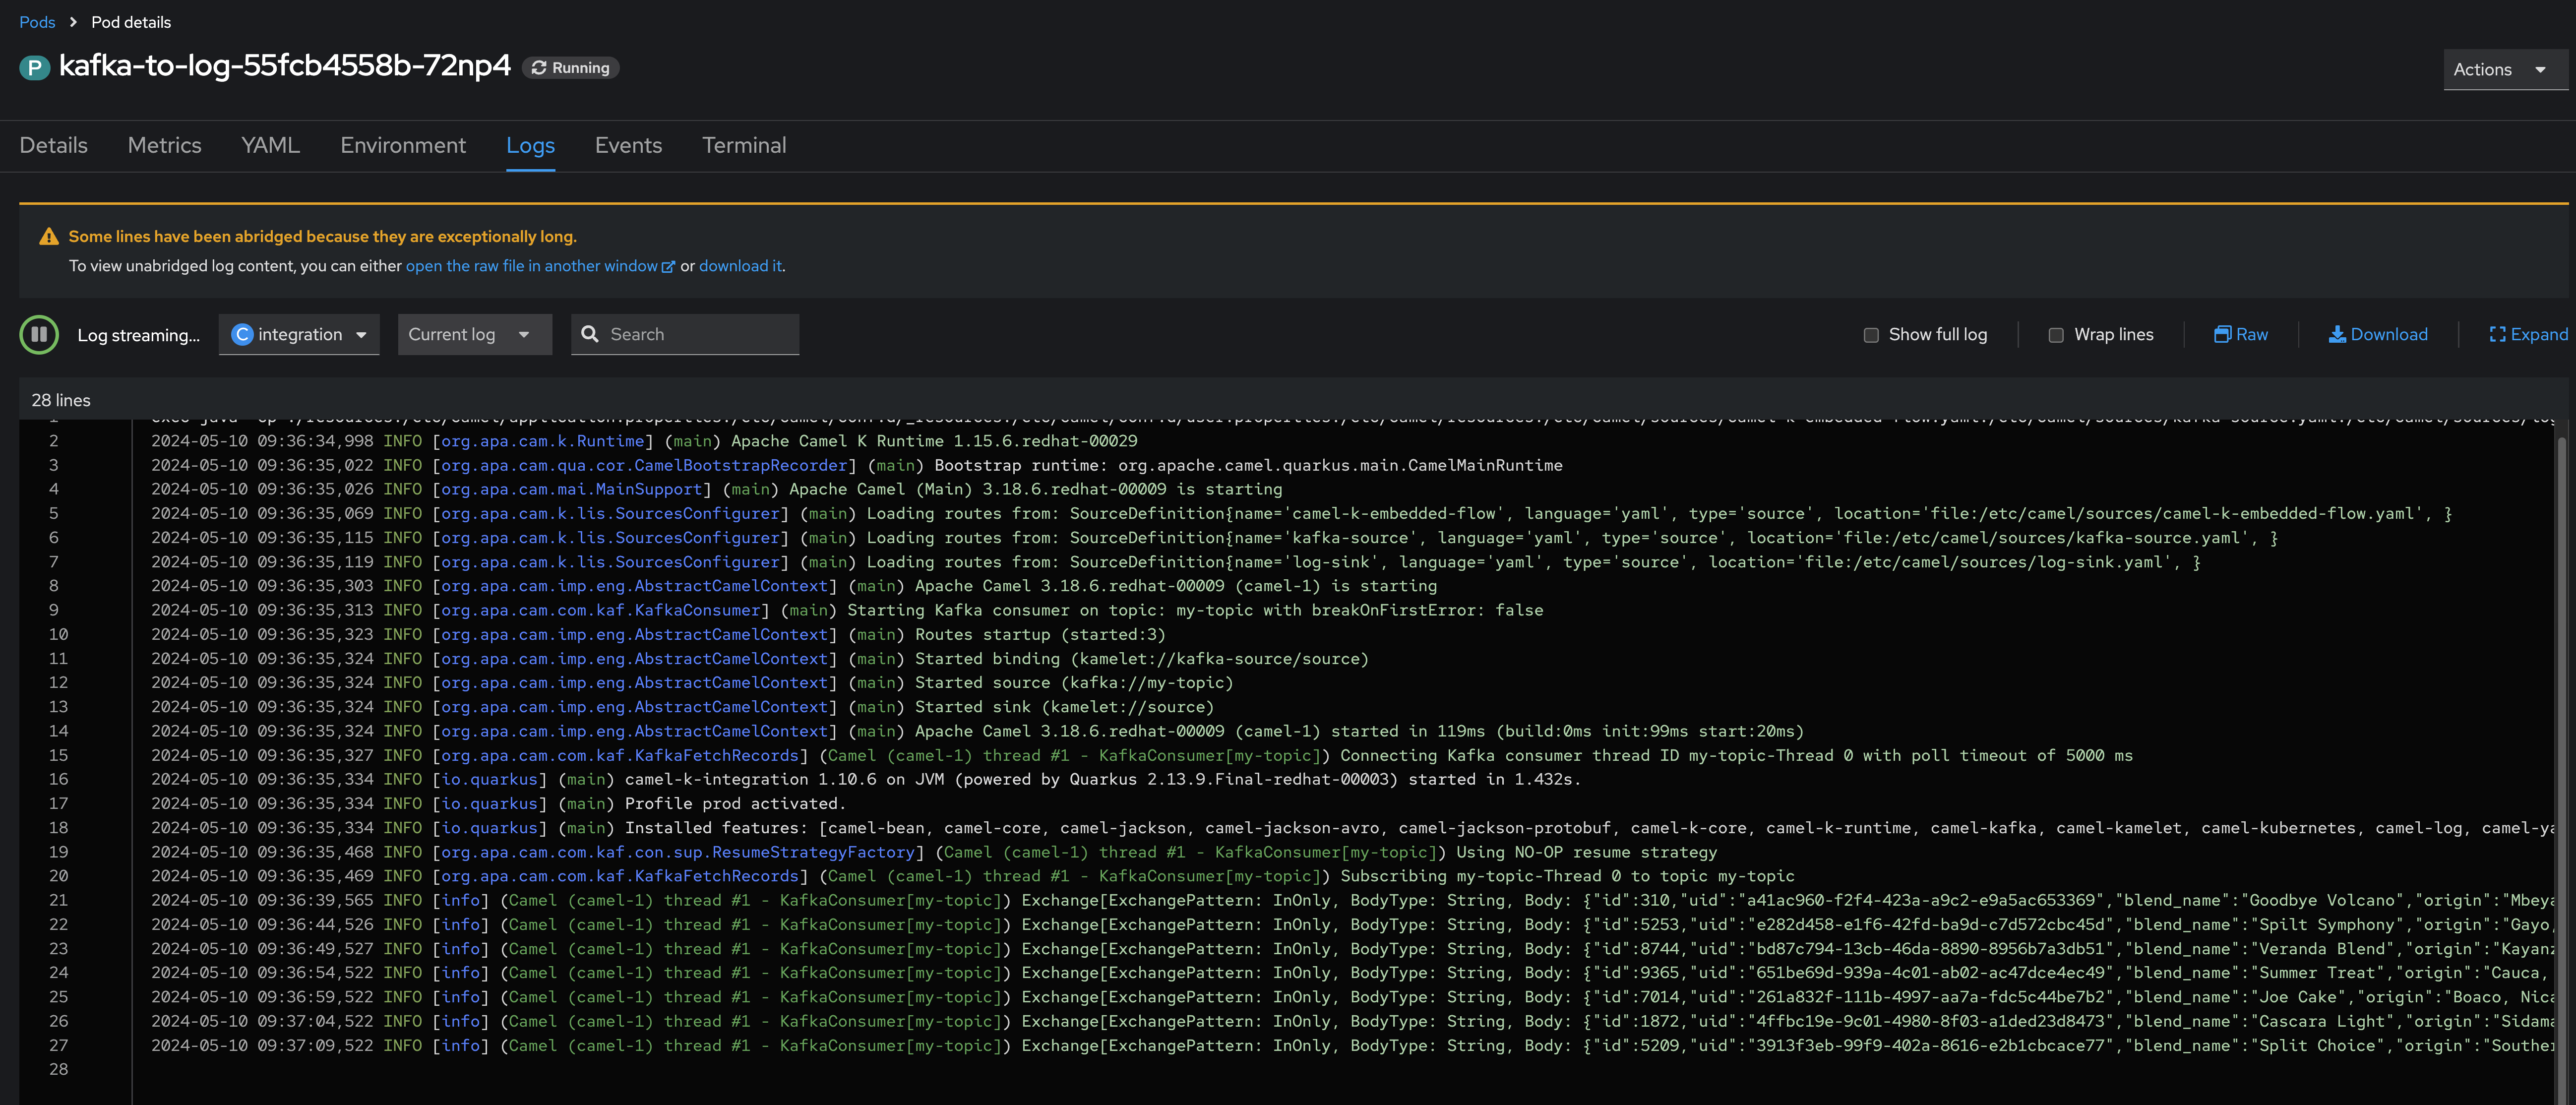 Pods > Pod details
P kafka-to-log-55fcb4558b-72np4 Running
Actions
Details Metrics YAML Environment Logs Events Terminal
Some lines have been abridged because they are exceptionally long.
To view unabridged log content, you can either open the raw file in another window or download it.
Log streaming... C integration Current log Search Show full log Wrap lines Raw Download Expand
28 lines
2 2024-05-10 09:36:34,998 INFO [org.apa.cam.k.Runtime] (main) Apache Camel K Runtime 1.15.6.redhat-00029
3 2024-05-10 09:36:35,022 INFO [org.apa.cam.qua.cor.CamelBootstrapRecorder] (main) Bootstrap runtime: org.apache.camel.quarkus.main.CamelMainRuntime
4 2024-05-10 09:36:35,026 INFO [org.apa.cam.mai.MainSupport] (main) Apache Camel (Main) 3.18.6.redhat-00009 is starting
5 2024-05-10 09:36:35,069 INFO [org.apa.cam.k.lis.SourcesConfigurer] (main) Loading routes from: SourceDefinition{name='camel-k-embedded-flow', language='yaml', type='source', location='file:/etc/camel/sources/camel-k-embedded-flow.yaml', }
6 2024-05-10 09:36:35,115 INFO [org.apa.cam.k.lis.SourcesConfigurer] (main) Loading routes from: SourceDefinition{name='kafka-source', language='yaml', type='source', location='file:/etc/camel/sources/kafka-source.yaml', }
7 2024-05-10 09:36:35,119 INFO [org.apa.cam.k.lis.SourcesConfigurer] (main) Loading routes from: SourceDefinition{name='log-sink', language='yaml', type='source', location='file:/etc/camel/sources/log-sink.yaml', }
8 2024-05-10 09:36:35,303 INFO [org.apa.cam.imp.eng.AbstractCamelContext] (main) Apache Camel 3.18.6.redhat-00009 (camel-1) is starting
9 2024-05-10 09:36:35,313 INFO [org.apa.cam.com.kaf.KafkaConsumer] (main) Starting Kafka consumer on topic: my-topic with breakOnFirstError: false
10 2024-05-10 09:36:35,323 INFO [org.apa.cam.imp.eng.AbstractCamelContext] (main) Routes startup (started:3)
11 2024-05-10 09:36:35,324 INFO [org.apa.cam.imp.eng.AbstractCamelContext] (main) Started binding (kamelet://kafka-source/source)
12 2024-05-10 09:36:35,324 INFO [org.apa.cam.imp.eng.AbstractCamelContext] (main) Started source (kafka://my-topic)
13 2024-05-10 09:36:35,324 INFO [org.apa.cam.imp.eng.AbstractCamelContext] (main) Started sink (kamelet://source)
14 2024-05-10 09:36:35,324 INFO [org.apa.cam.imp.eng.AbstractCamelContext] (main) Apache Camel 3.18.6.redhat-00009 (camel-1) started in 119ms (build:0ms init:99ms start:20ms)
15 2024-05-10 09:36:35,327 INFO [org.apa.cam.com.kaf.KafkaFetchRecords] (Camel (camel-1) thread #1 - KafkaConsumer[my-topic]) Connecting Kafka consumer thread ID my-topic-Thread 0 with poll timeout of 5000 ms
16 2024-05-10 09:36:35,334 INFO [io.quarkus] (main) camel-k-integration 1.10.6 on JVM (powered by Quarkus 2.13.9.Final-redhat-00003) started in 1.432s.
17 2024-05-10 09:36:35,334 INFO [io.quarkus] (main) Profile prod activated.
18 2024-05-10 09:36:35,334 INFO [io.quarkus] (main) Installed features: [camel-bean, camel-core, camel-jackson, camel-jackson-avro, camel-jackson-protobuf, camel-k-core, camel-k-runtime, camel-kafka, camel-kamelet, camel-kubernetes, camel-log, camel-ya
19 2024-05-10 09:36:35,468 INFO [org.apa.cam.com.kaf.con.sup.ResumeStrategyFactory] (Camel (camel-1) thread #1 - KafkaConsumer[my-topic]) Using NO-OP resume strategy
20 2024-05-10 09:36:35,469 INFO [org.apa.cam.com.kaf.KafkaFetchRecords] (Camel (camel-1) thread #1 - KafkaConsumer[my-topic]) Subscribing my-topic-Thread 0 to topic my-topic
21 2024-05-10 09:36:39,565 INFO [info] (Camel (camel-1) thread #1 - KafkaConsumer[my-topic]) Exchange[ExchangePattern: InOnly, BodyType: String, Body: {"id":310,"uid":"a41ac960-f2f4-423a-a9c2-e9a5ac653369","blend_name":"Goodbye Volcano","origin":"Mbeya
22 2024-05-10 09:36:44,526 INFO [info] (Camel (camel-1) thread #1 - KafkaConsumer[my-topic]) Exchange[ExchangePattern: InOnly, BodyType: String, Body: {"id":5253,"uid":"e282d458-e1f6-42fd-ba9d-c7d572cbc45d","blend_name":"Spilt Symphony","origin":"Gayo,
23 2024-05-10 09:36:49,527 INFO [info] (Camel (camel-1) thread #1 - KafkaConsumer[my-topic]) Exchange[ExchangePattern: InOnly, BodyType: String, Body: {"id":8744,"uid":"bd87c794-13cb-46da-8890-8956b7a3db51","blend_name":"Veranda Blend","origin":"Kayanz
24 2024-05-10 09:36:54,522 INFO [info] (Camel (camel-1) thread #1 - KafkaConsumer[my-topic]) Exchange[ExchangePattern: InOnly, BodyType: String, Body: {"id":9365,"uid":"651be69d-939a-4c01-ab02-ac47dce4ec49","blend_name":"Summer Treat","origin":"Cauca,
25 2024-05-10 09:36:59,522 INFO [info] (Camel (camel-1) thread #1 - KafkaConsumer[my-topic]) Exchange[ExchangePattern: InOnly, BodyType: String, Body: {"id":7014,"uid":"261a832f-111b-4997-aa7a-fdc5c44be7b2","blend_name":"Joe Cake","origin":"Boaco, Nica
26 2024-05-10 09:37:04,522 INFO [info] (Camel (camel-1) thread #1 - KafkaConsumer[my-topic]) Exchange[ExchangePattern: InOnly, BodyType: String, Body: {"id":1872,"uid":"4ffbc19e-9c01-4980-8f03-a1ded23d8473","blend_name":"Cascara Light","origin":"Sidama
27 2024-05-10 09:37:09,522 INFO [info] (Camel (camel-1) thread #1 - KafkaConsumer[my-topic]) Exchange[ExchangePattern: InOnly, BodyType: String, Body: {"id":5209,"uid":"3913f3eb-99f9-402a-8616-e2b1cbcace77","blend_name":"Split Choice","origin":"Souther
28